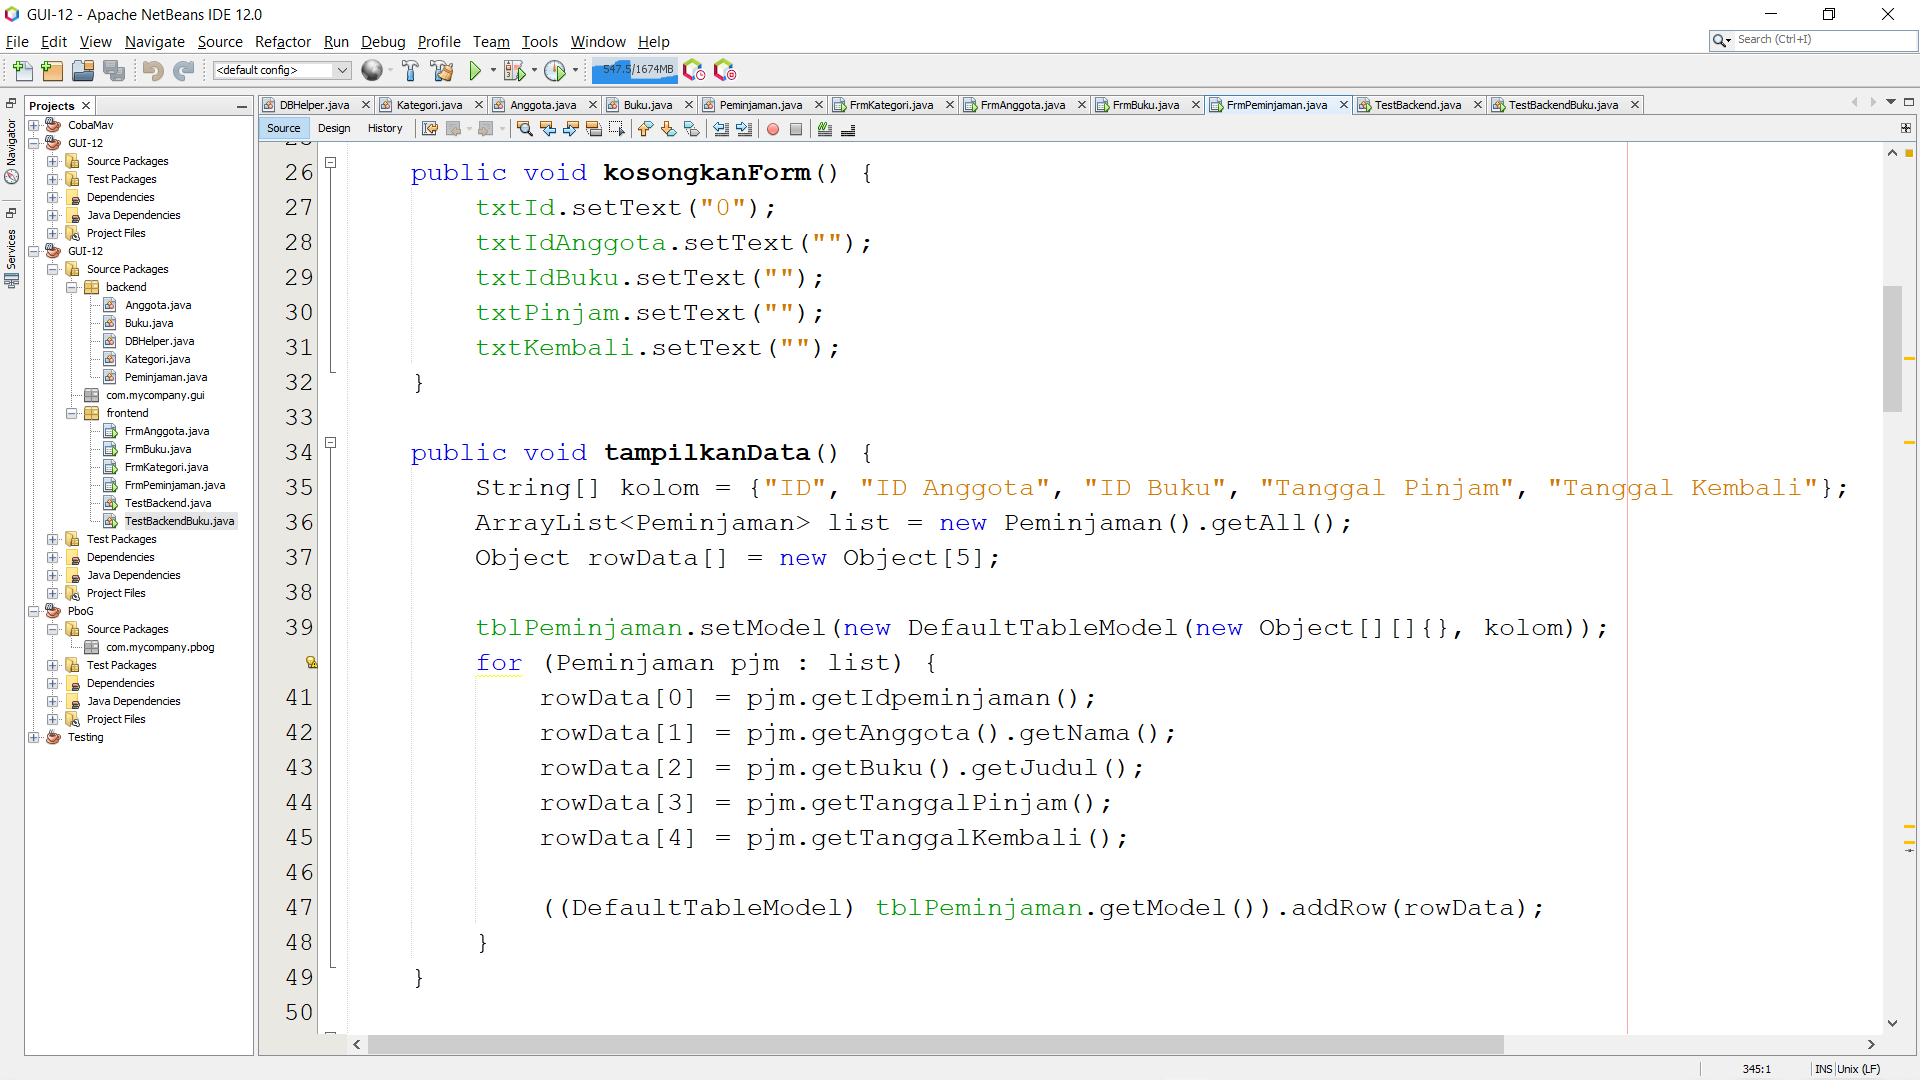 GUI-12 - Apache NetBeans IDE 12.0
File Edit View Navigate Source Refactor Run Debug Profile Team Tools Window Help
Search (Ctrl+I)
<default config>
547.5/1674MB
Projects
DBHelper.java
Kategori.java
Anggota.java
Buku.java
Peminjaman.java
FrmKategori.java
FrmAnggota.java
FrmBuku.java
FrmPeminjaman.java
TestBackend.java
TestBackendBuku.java
Source Design History
Navigator
Services
CobaMav
GUI-12
Source Packages
Test Packages
Dependencies
Java Dependencies
Project Files
GUI-12
Source Packages
backend
Anggota.java
Buku.java
DBHelper.java
Kategori.java
Peminjaman.java
com.mycompany.gui
frontend
FrmAnggota.java
FrmBuku.java
FrmKategori.java
FrmPeminjaman.java
TestBackend.java
TestBackendBuku.java
Test Packages
Dependencies
Java Dependencies
Project Files
PboG
Source Packages
com.mycompany.pbog
Test Packages
Dependencies
Java Dependencies
Project Files
Testing
26 public void kosongkanForm() {
27 txtId.setText("0");
28 txtIdAnggota.setText("");
29 txtIdBuku.setText("");
30 txtPinjam.setText("");
31 txtKembali.setText("");
32 }
33
34 public void tampilkanData() {
35 String[] kolom = {"ID", "ID Anggota", "ID Buku", "Tanggal Pinjam", "Tanggal Kembali"};
36 ArrayList<Peminjaman> list = new Peminjaman().getAll();
37 Object rowData[] = new Object[5];
38
39 tblPeminjaman.setModel(new DefaultTableModel(new Object[][]{}, kolom));
for (Peminjaman pjm : list) {
41 rowData[0] = pjm.getIdpeminjaman();
42 rowData[1] = pjm.getAnggota().getNama();
43 rowData[2] = pjm.getBuku().getJudul();
44 rowData[3] = pjm.getTanggalPinjam();
45 rowData[4] = pjm.getTanggalKembali();
46
47 ((DefaultTableModel) tblPeminjaman.getModel()).addRow(rowData);
48 }
49 }
50
345:1 INS Unix (LF)